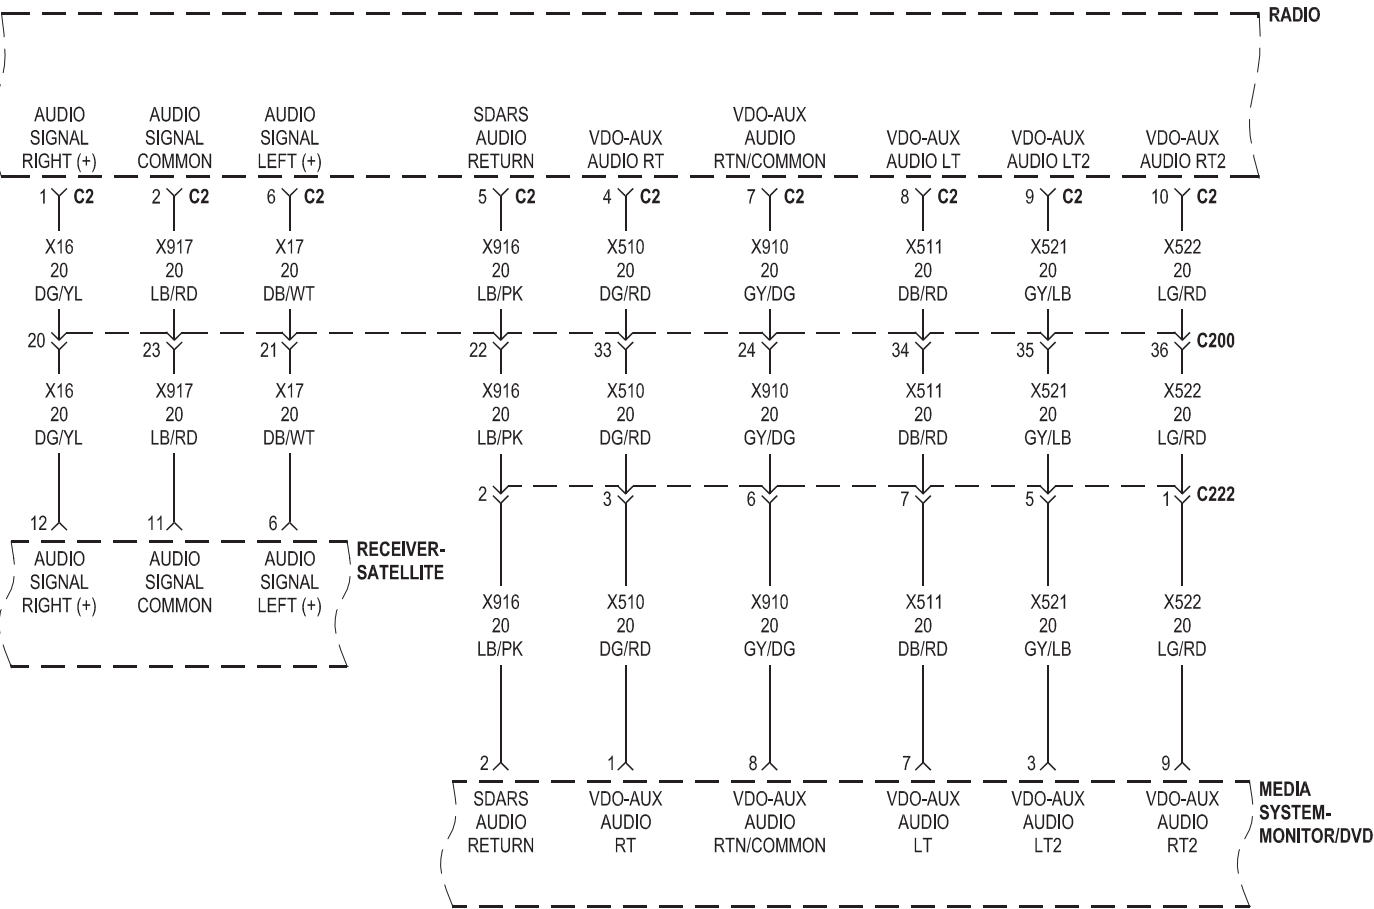 RADIO
AUDIO SIGNAL RIGHT (+)
AUDIO SIGNAL COMMON
AUDIO SIGNAL LEFT (+)
SDARS AUDIO RETURN
VDO-AUX AUDIO RT
VDO-AUX AUDIO RTN/COMMON
VDO-AUX AUDIO LT
VDO-AUX AUDIO LT2
VDO-AUX AUDIO RT2
1 C2 2 C2 6 C2 5 C2 4 C2 7 C2 8 C2 9 C2 10 C2
X16 X917 X17 X916 X510 X910 X511 X521 X522
20 20 20 20 20 20 20 20 20
DG/YL LB/RD DB/WT LB/PK DG/RD GY/DG DB/RD GY/LB LG/RD
20 23 21 22 33 24 34 35 36 C200
X16 X917 X17 X916 X510 X910 X511 X521 X522
20 20 20 20 20 20 20 20 20
DG/YL LB/RD DB/WT LB/PK DG/RD GY/DG DB/RD GY/LB LG/RD
2 3 6 7 5 1 C222
12 11 6
RECEIVER-
SATELLITE
AUDIO SIGNAL RIGHT (+)
AUDIO SIGNAL COMMON
AUDIO SIGNAL LEFT (+)
X916 X510 X910 X511 X521 X522
20 20 20 20 20 20
LB/PK DG/RD GY/DG DB/RD GY/LB LG/RD
2 1 8 7 3 9
SDARS AUDIO RETURN
VDO-AUX AUDIO RT
VDO-AUX AUDIO RTN/COMMON
VDO-AUX AUDIO LT
VDO-AUX AUDIO LT2
VDO-AUX AUDIO RT2
MEDIA
SYSTEM-
MONITOR/DVD